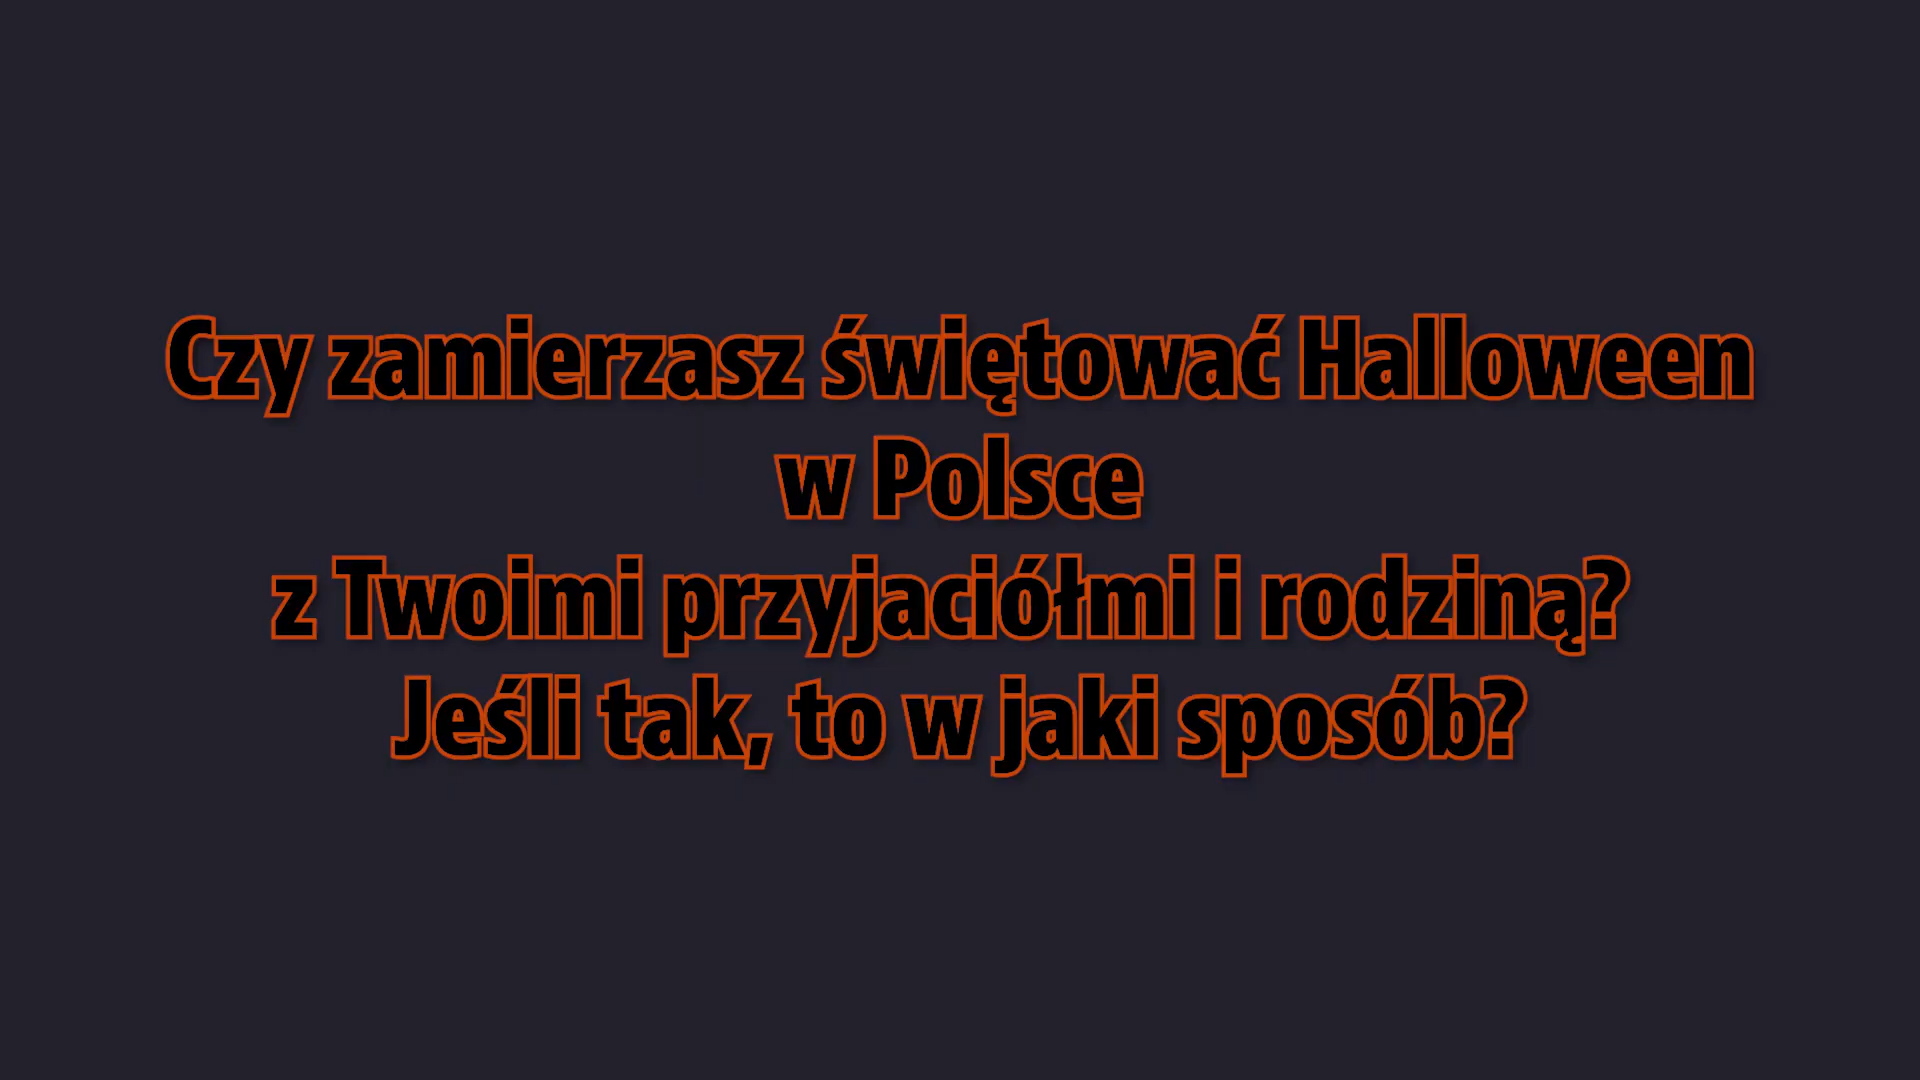 Czy zamierzasz świętować Halloween
w Polsce
z Twoimi przyjaciółmi i rodziną?
Jeśli tak, to w jaki sposób?